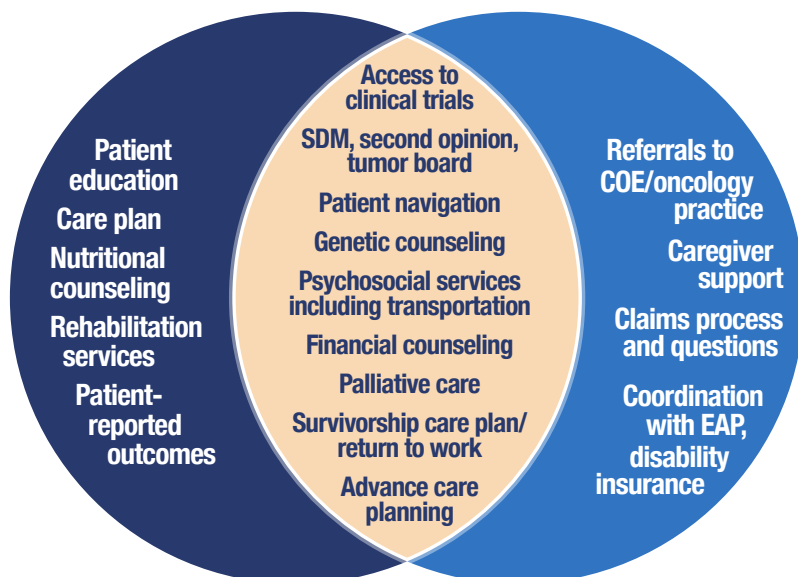 Patient
education
Care plan
Nutritional
counseling
Rehabilitation
services
Patient-
reported
outcomes
Access to
clinical trials
SDM, second opinion,
tumor board
Patient navigation
Genetic counseling
Psychosocial services
including transportation
Financial counseling
Palliative care
Survivorship care plan/
return to work
Advance care
planning
Referrals to
COE/oncology
practice
Caregiver
support
Claims process
and questions
Coordination
with EAP,
disability
insurance